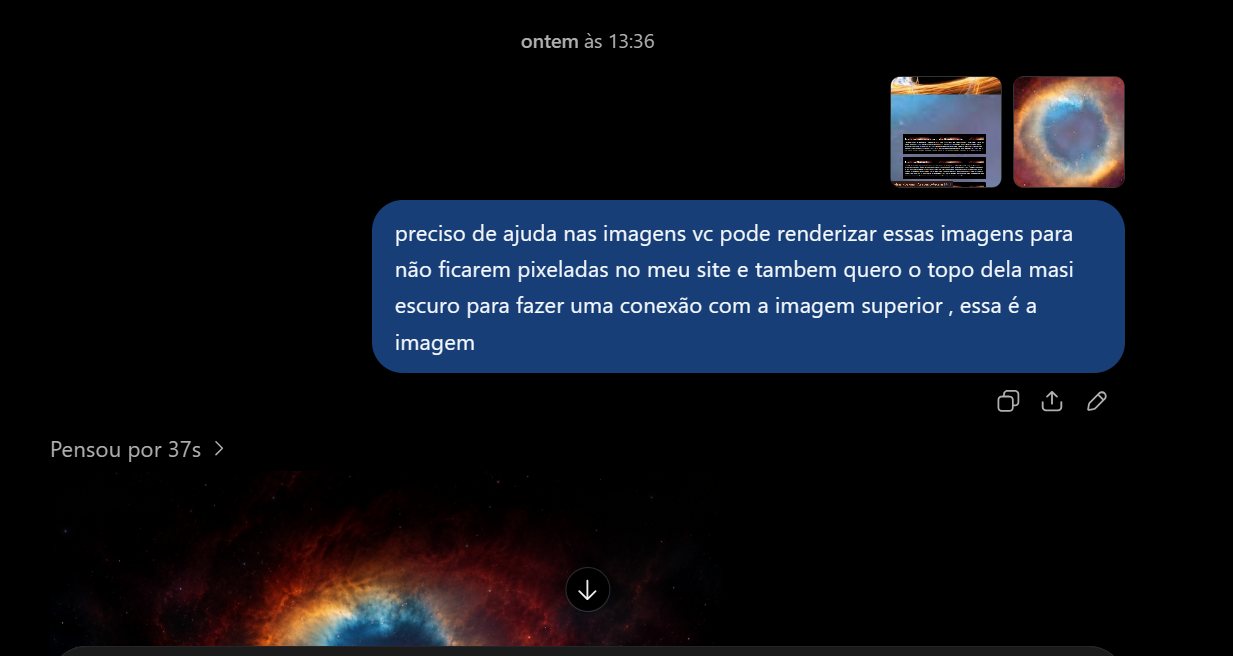 ontem às 13:36
preciso de ajuda nas imagens vc pode renderizar essas imagens para
não ficarem pixeladas no meu site e tambem quero o topo dela masi
escuro para fazer uma conexão com a imagem superior , essa é a
imagem
Pensou por 37s